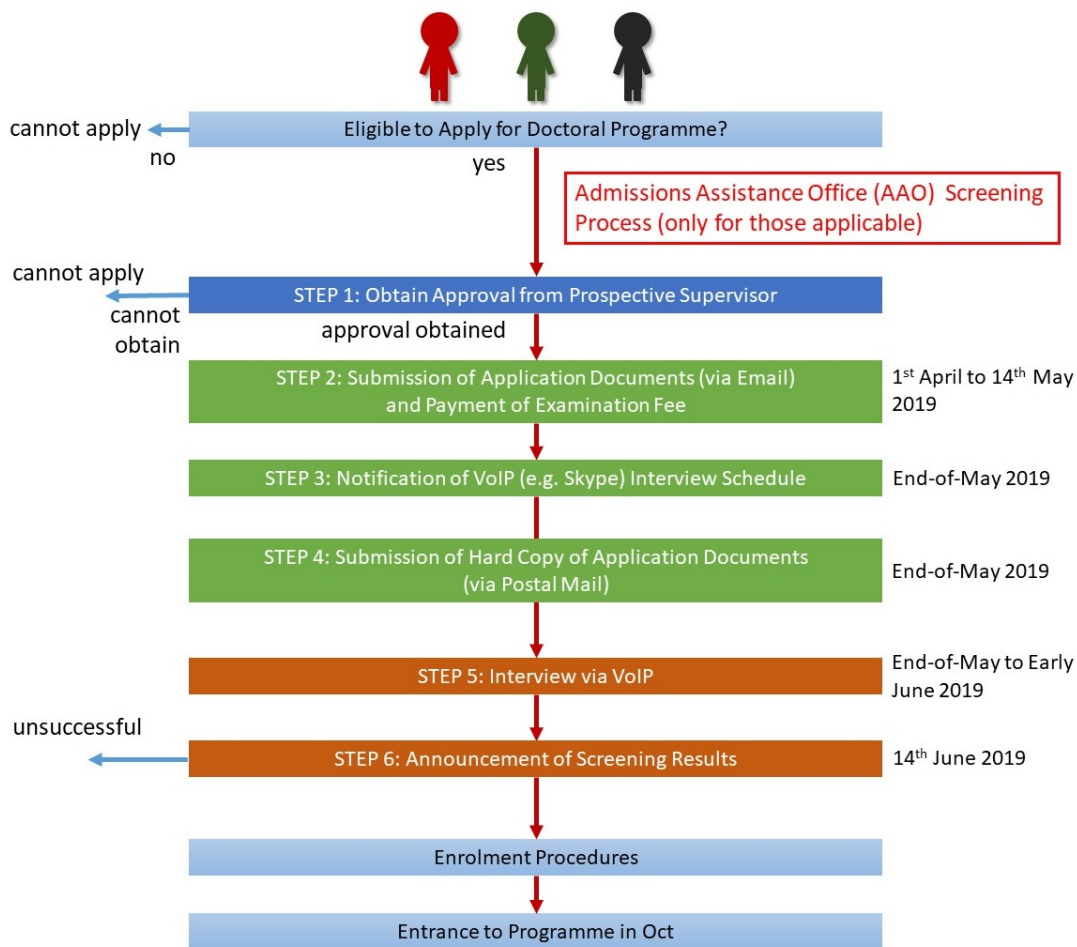 Eligible to Apply for Doctoral Programme?
cannot apply
no
yes
Admissions Assistance Office (AAO) Screening
Process (only for those applicable)
cannot apply
STEP 1: Obtain Approval from Prospective Supervisor
cannot
obtain
approval obtained
STEP 2: Submission of Application Documents (via Email)
and Payment of Examination Fee
1st April to 14th May
2019
STEP 3: Notification of VoIP (e.g. Skype) Interview Schedule
End-of-May 2019
STEP 4: Submission of Hard Copy of Application Documents
(via Postal Mail)
End-of-May 2019
STEP 5: Interview via VoIP
End-of-May to Early
June 2019
unsuccessful
STEP 6: Announcement of Screening Results
14th June 2019
Enrolment Procedures
Entrance to Programme in Oct